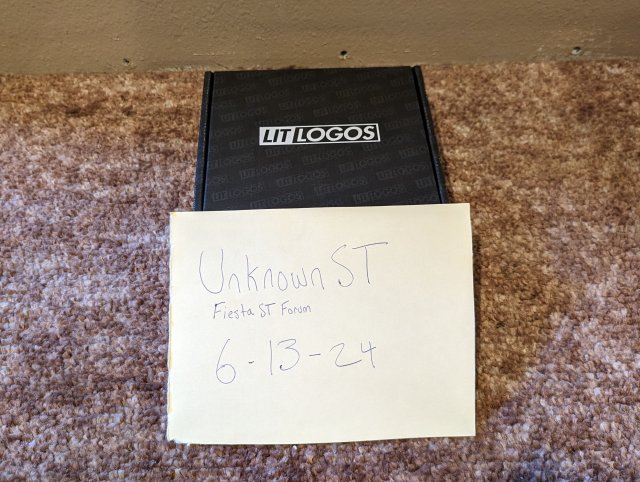 LIT LOGOS
Unknown ST
Fiesta ST Forum
6-13-24